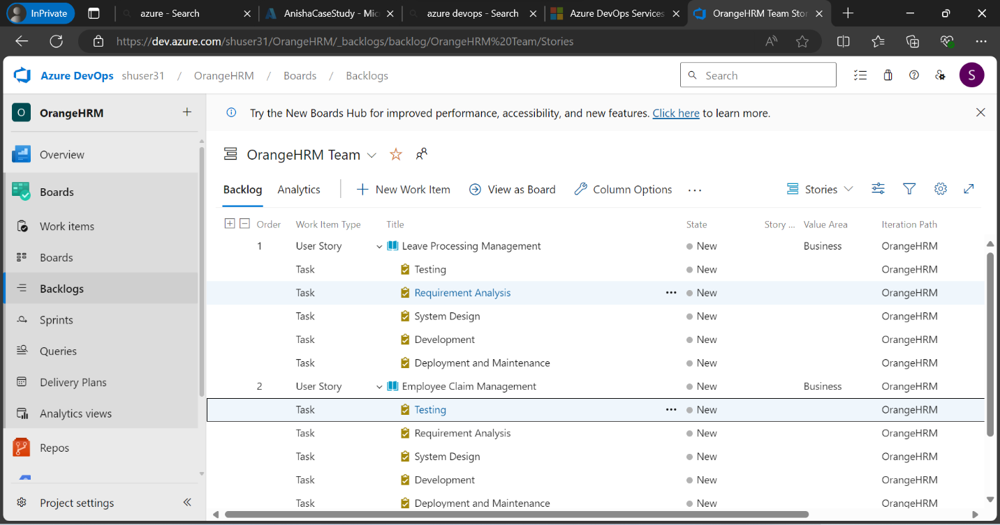 InPrivate
azure - Search
AnishaCaseStudy - Mic
azure devops - Search
Azure DevOps Services
OrangeHRM Team Stor
https://dev.azure.com/shuser31/OrangeHRM/_backlogs/backlog/OrangeHRM%20Team/Stories
Azure DevOps shuser31 / OrangeHRM / Boards / Backlogs
Search
S
O OrangeHRM
Overview
Boards
Work items
Boards
Backlogs
Sprints
Queries
Delivery Plans
Analytics views
Repos
Project settings
Try the New Boards Hub for improved performance, accessibility, and new features. Click here to learn more.
OrangeHRM Team
Backlog Analytics New Work Item View as Board Column Options ... Stories
Order Work Item Type Title State Story ... Value Area Iteration Path
1 User Story Leave Processing Management New Business OrangeHRM
Task Testing New OrangeHRM
Task Requirement Analysis ... New OrangeHRM
Task System Design New OrangeHRM
Task Development New OrangeHRM
Task Deployment and Maintenance New OrangeHRM
2 User Story Employee Claim Management New Business OrangeHRM
Task Testing ... New OrangeHRM
Task Requirement Analysis New OrangeHRM
Task System Design New OrangeHRM
Task Development New OrangeHRM
Task Deployment and Maintenance New OrangeHRM